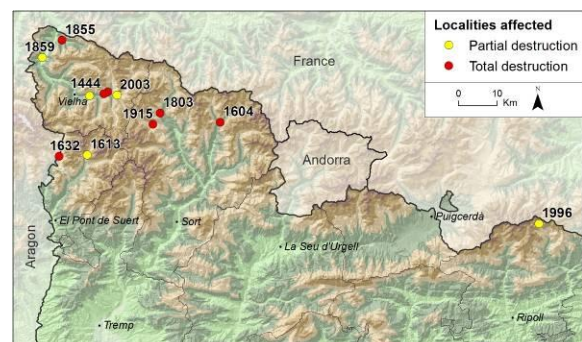 Localities affected
Partial destruction
Total destruction
0
10
Km
N
1855
1859
France
1444
2003
Vielha
1803
1915
1604
1632
1613
Andorra
El Pont de Suert
Sort
Puigcerdà
1996
La Seu d'Urgell
Aragon
Tremp
Ripoll